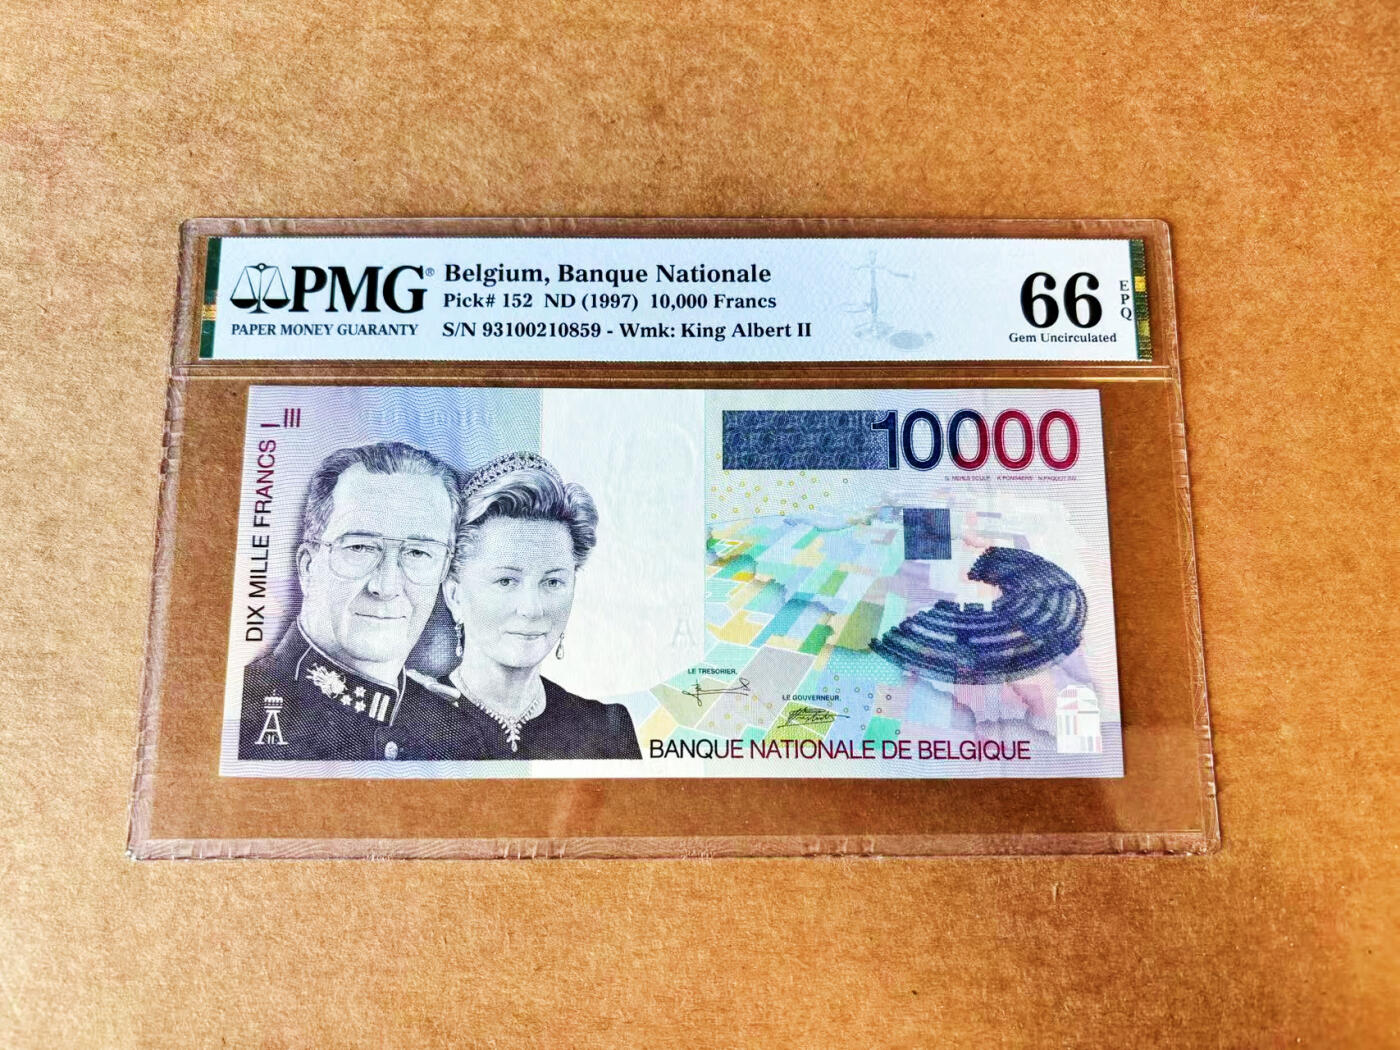 PMG®
PAPER MONEY GUARANTY
Belgium, Banque Nationale
Pick# 152 ND (1997) 10,000 Francs
S/N 93100210859 - Wmk: King Albert II
66
EPQ
Gem Uncirculated
DIX MILLE FRANCS
10000
LE TRESORIER,
LE GOUVERNEUR,
BANQUE NATIONALE DE BELGIQUE